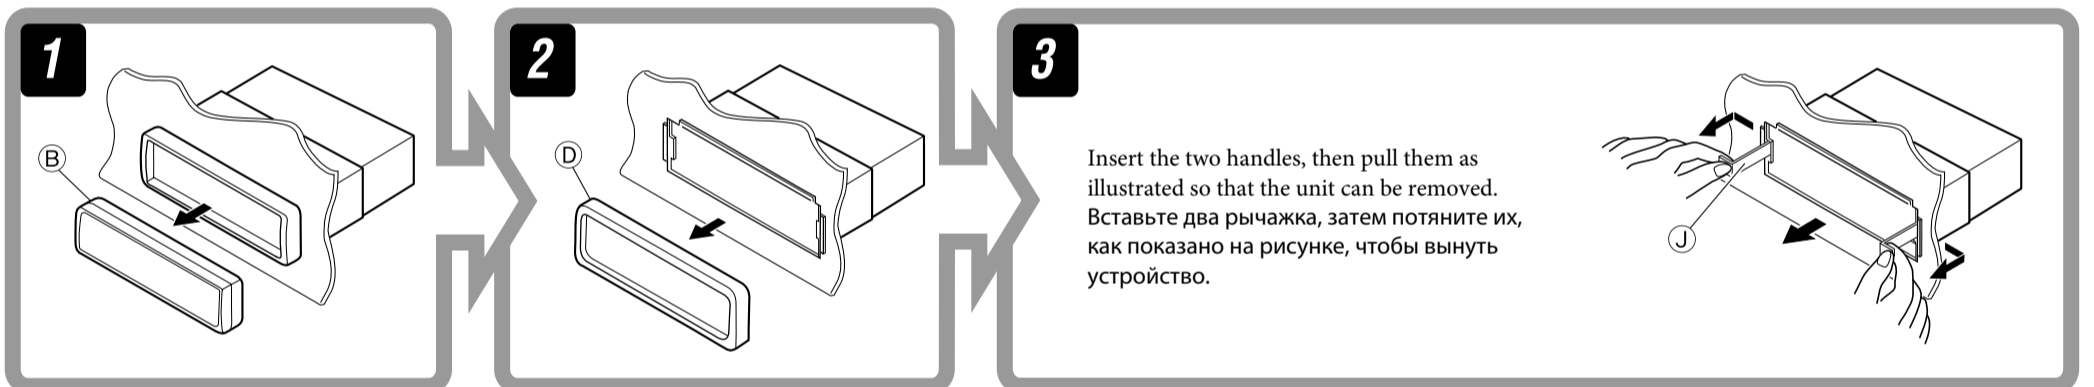 1
B
2
D
3
Insert the two handles, then pull them as
illustrated so that the unit can be removed.
Вставьте два рычажка, затем потяните их,
как показано на рисунке, чтобы вынуть
устройство.
J